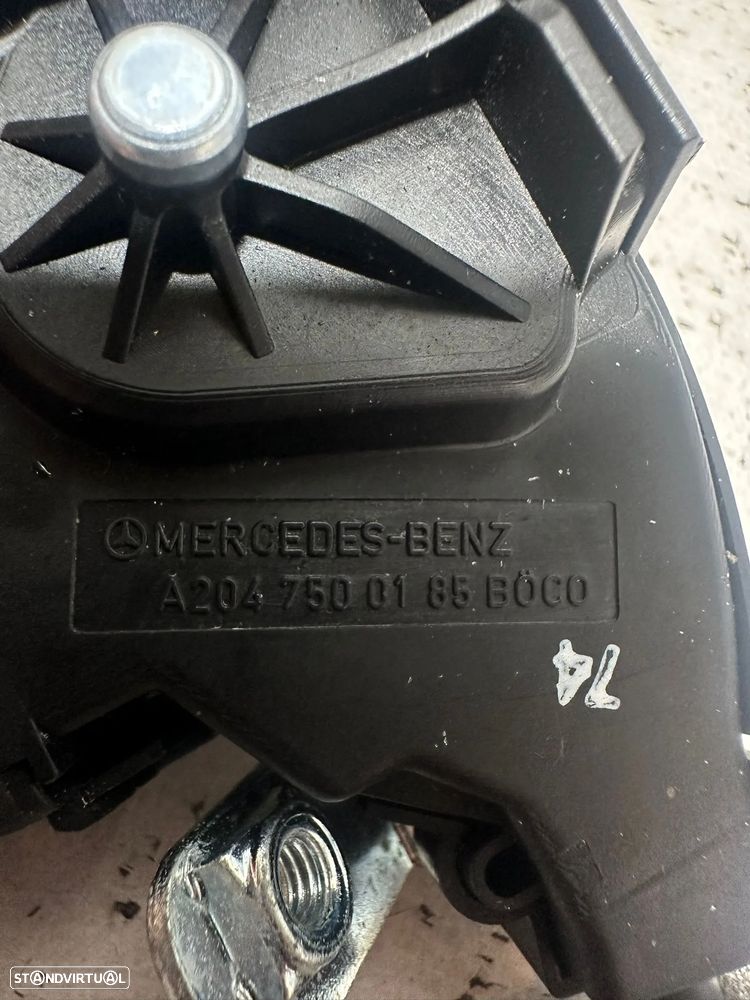 MERCEDES-BENZ
A204 750 01 85 BÖCO
74
STANDVIRTUAL